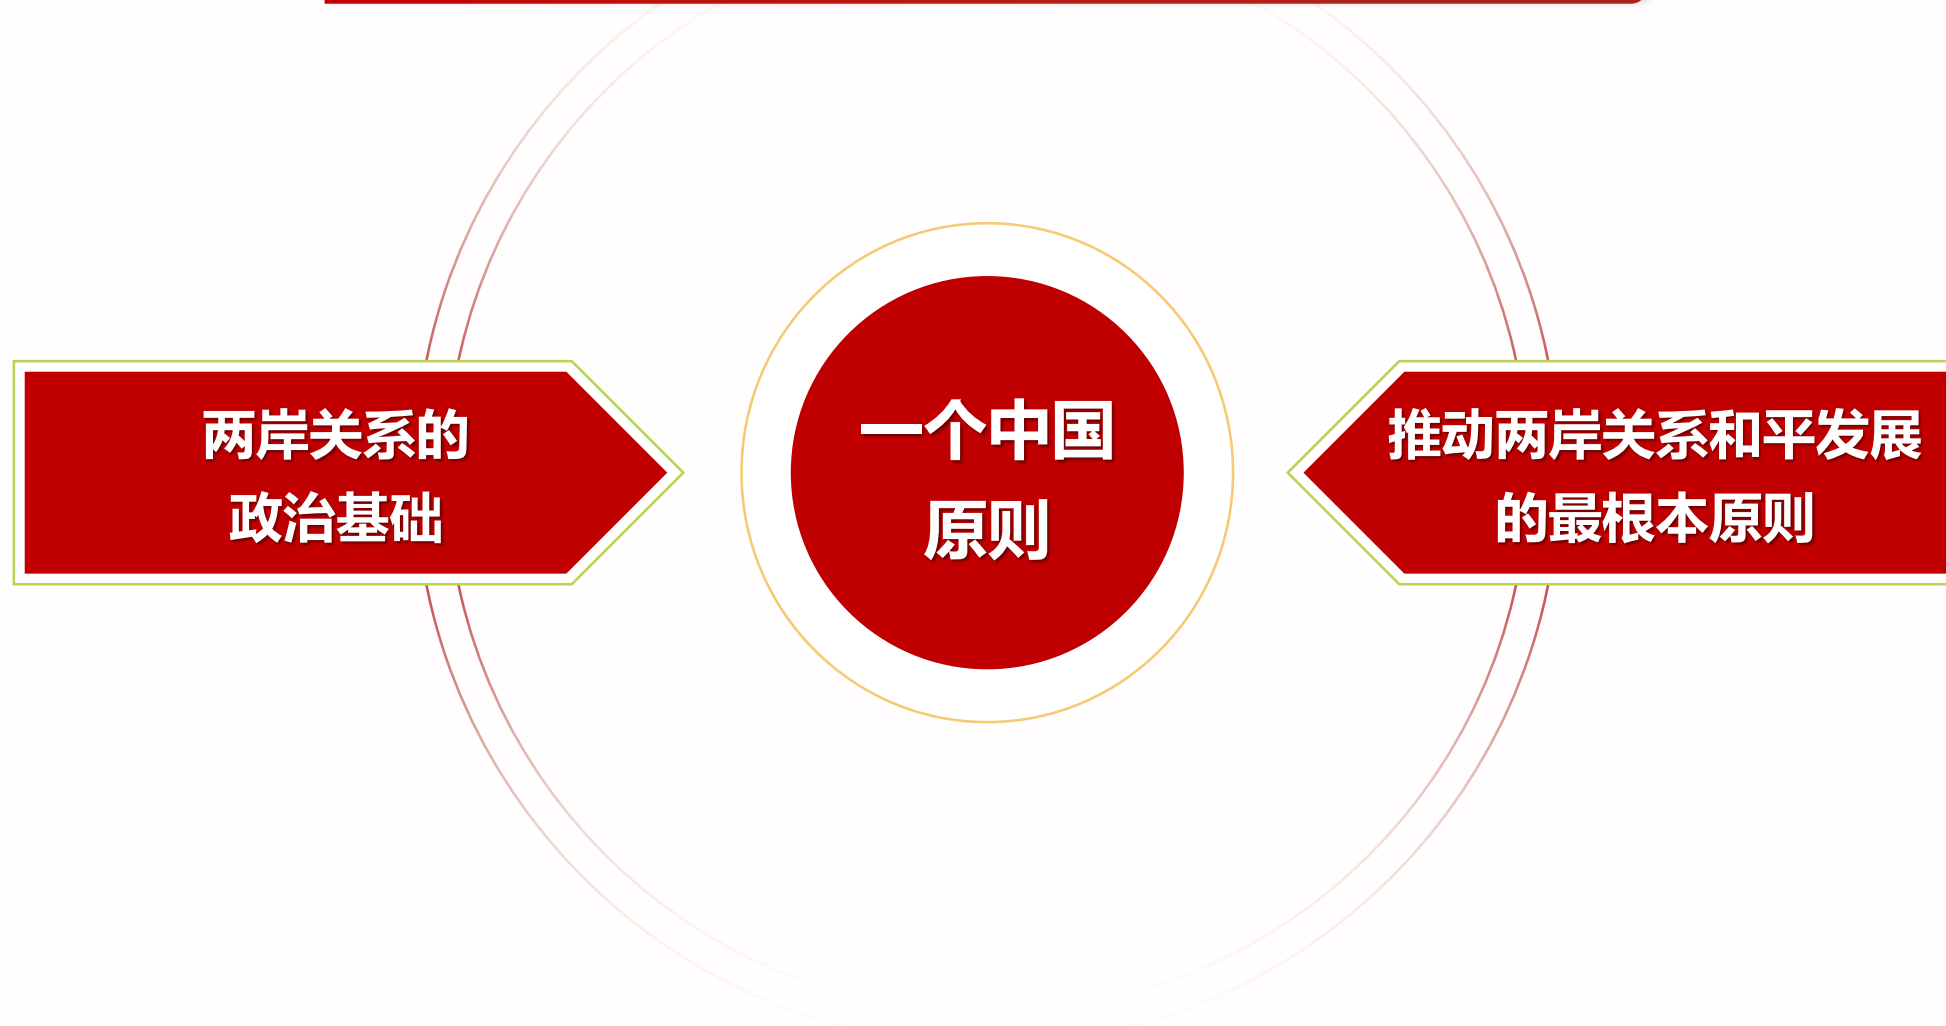 两岸关系的
政治基础
一个中国
原则
推动两岸关系和平发展
的最根本原则